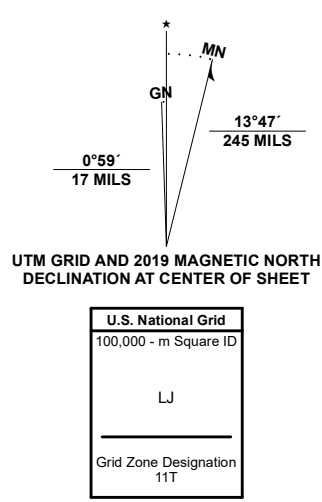 ★
MN
GN
13°47´
245 MILS
0°59´
17 MILS
UTM GRID AND 2019 MAGNETIC NORTH
DECLINATION AT CENTER OF SHEET
U.S. National Grid
100,000 - m Square ID
LJ
Grid Zone Designation
11T